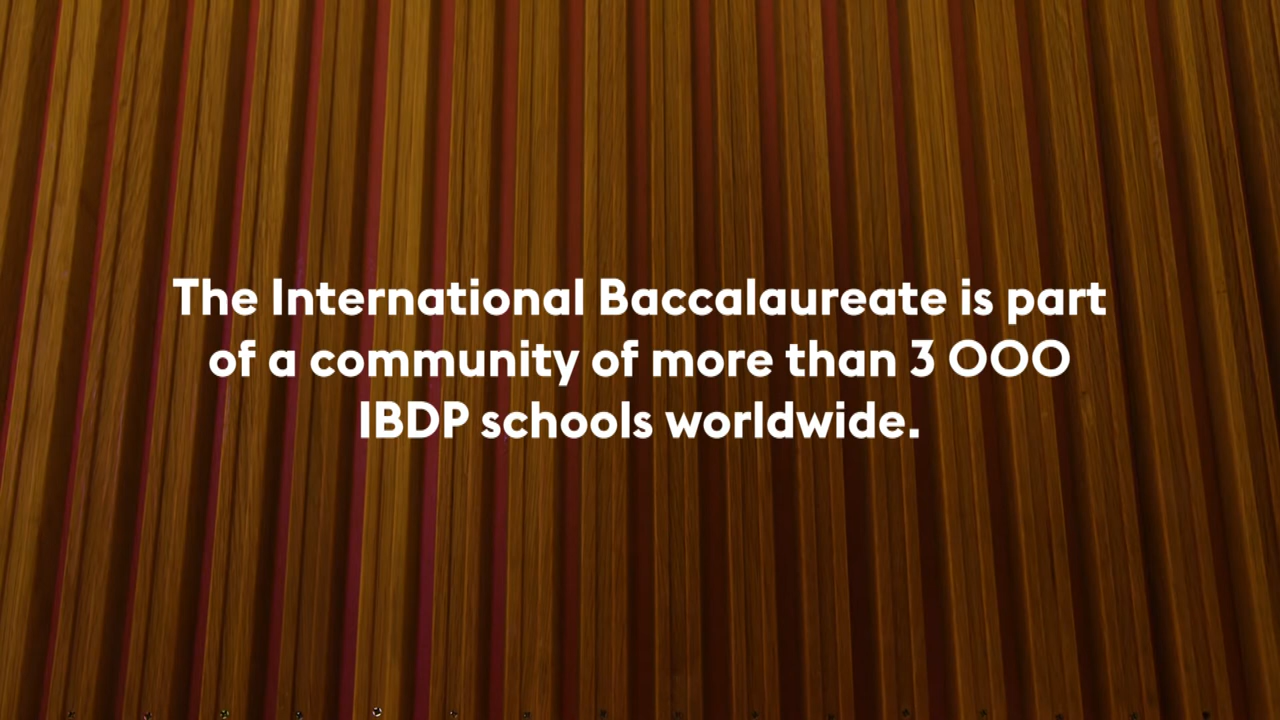 The International Baccalaureate is part
of a community of more than 3 000
IBDP schools worldwide.